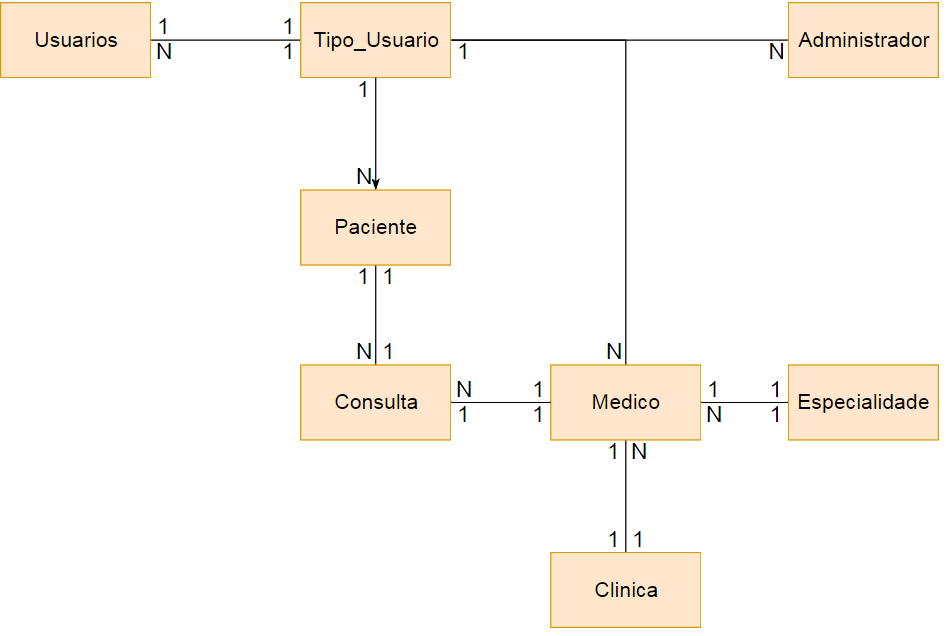 Usuarios
1
1
N
1
Tipo_Usuario
1
N
Administrador
1
N
Paciente
1 1
N 1
N
Consulta
N
1
1
1
Medico
1
1
N
1
Especialidade
1 N
1 1
Clinica